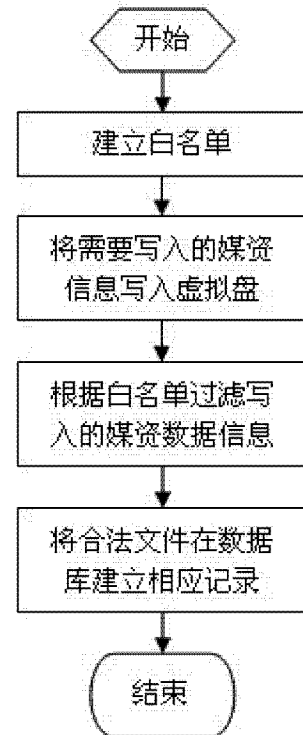 开始
建立白名单
将需要写入的媒资
信息写入虚拟盘
根据白名单过滤写
入的媒资数据信息
将合法文件在数据
库建立相应记录
结束